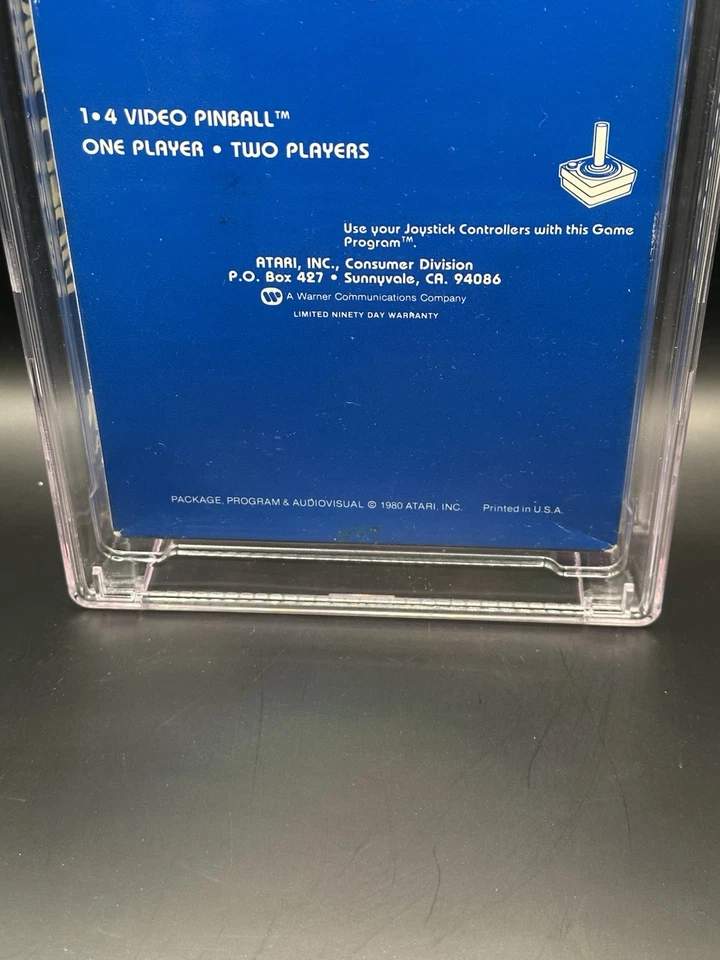 1•4 VIDEO PINBALL™
ONE PLAYER • TWO PLAYERS
Use your Joystick Controllers with this Game
Program™.
ATARI, INC., Consumer Division
P.O. Box 427 • Sunnyvale, CA. 94086
A Warner Communications Company
LIMITED NINETY DAY WARRANTY
PACKAGE, PROGRAM & AUDIOVISUAL © 1980 ATARI, INC. Printed in U.S.A.